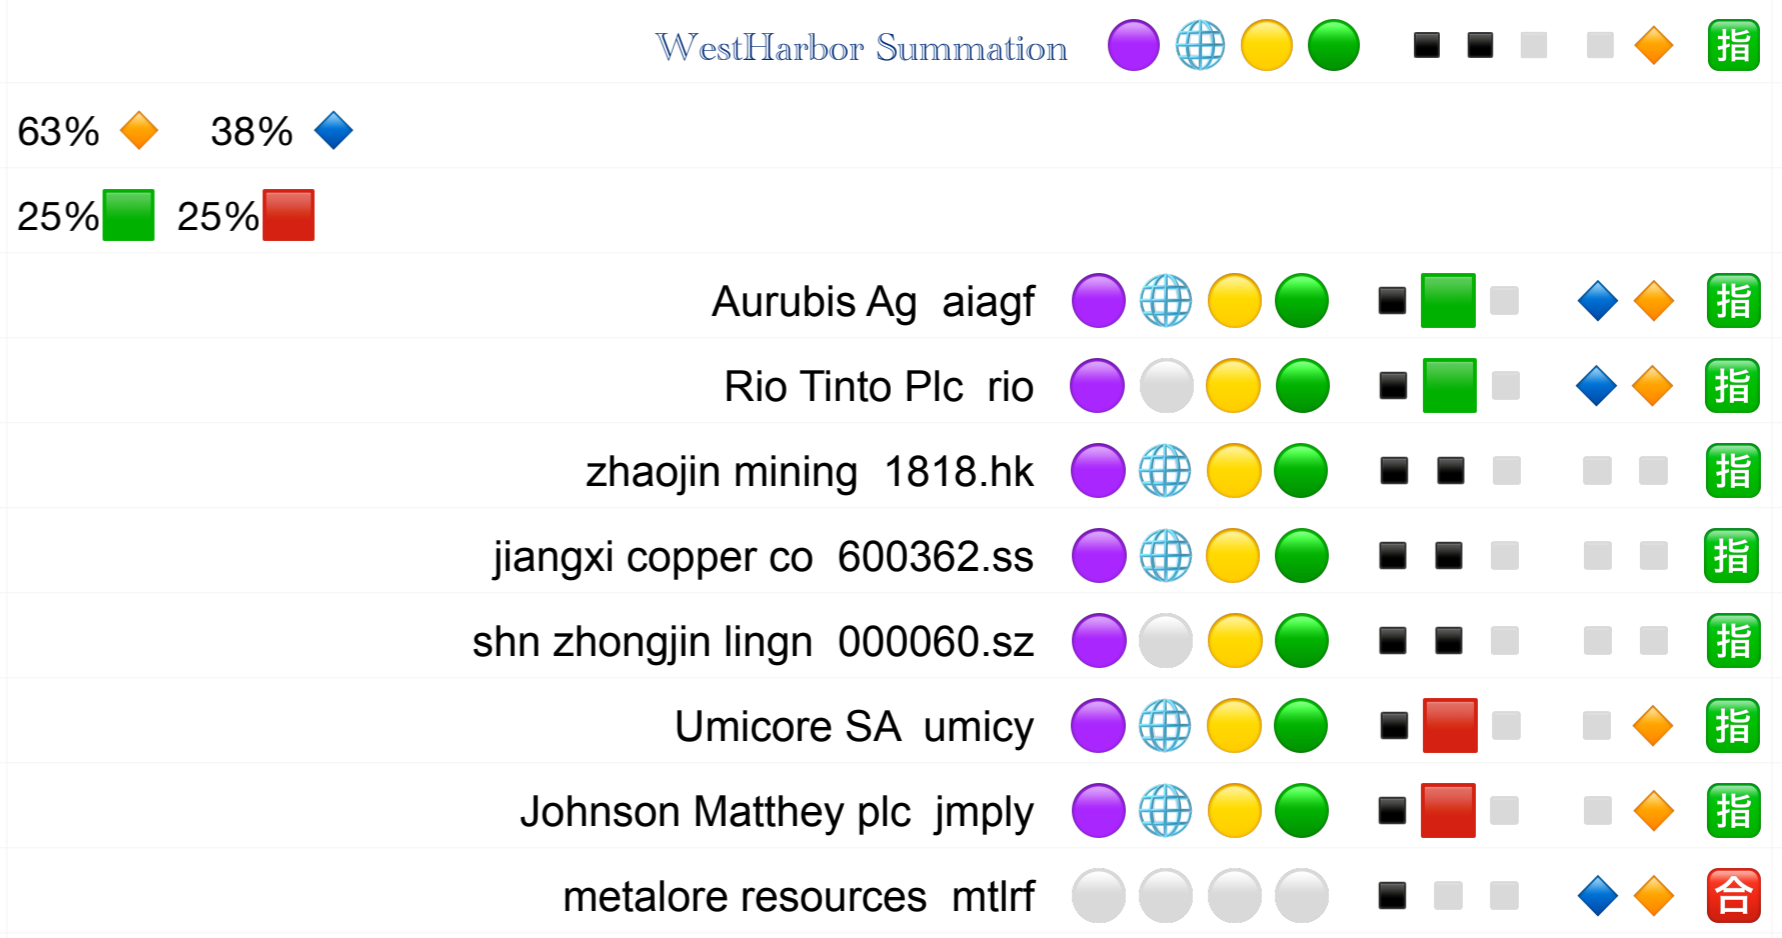 WestHarbor Summation 🟣 🌐 🟡 🟢 ◾ ◾ ◽ ◽ 🔶 指
63% 🔸 38% 🔹
25%🟩 25%🟥
Aurubis Ag aiagf 指
Rio Tinto Plc rio 指
zhaojin mining 1818.hk 指
jiangxi copper co 600362.ss 指
shn zhongjin lingn 000060.sz 指
Umicore SA umicy 指
Johnson Matthey plc jmply 指
metalore resources mtlrf 合